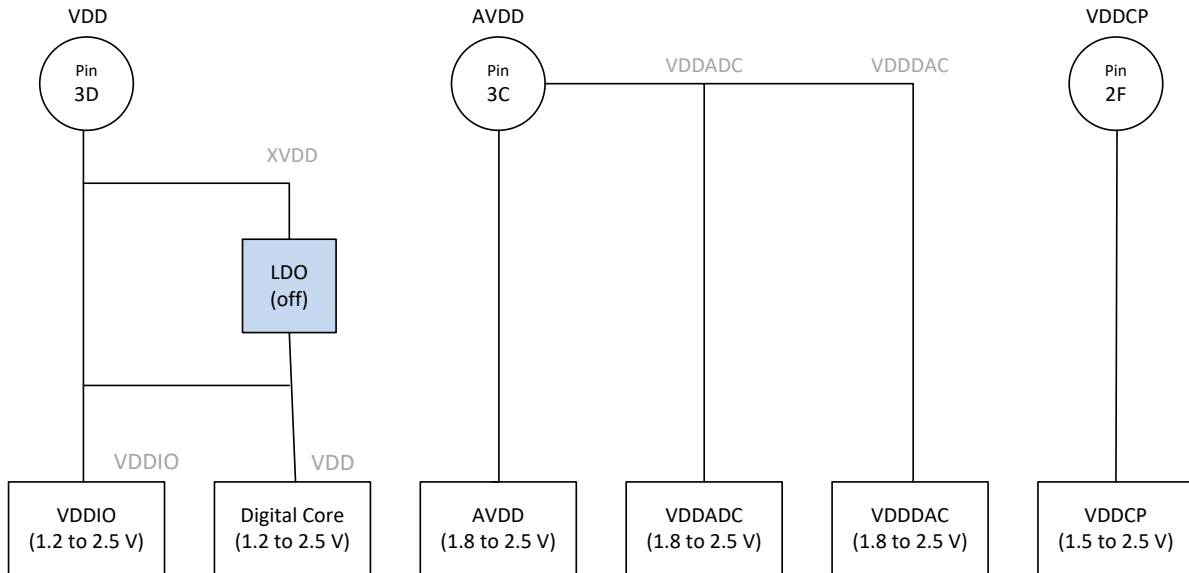 VDD
AVDD
VDDCP
Pin
3D
Pin
3C
VDDADC
VDDDAC
Pin
2F
XVDD
LDO
(off)
VDDIO
VDD
VDDIO
(1.2 to 2.5 V)
Digital Core
(1.2 to 2.5 V)
AVDD
(1.8 to 2.5 V)
VDDADC
(1.8 to 2.5 V)
VDDDAC
(1.8 to 2.5 V)
VDDCP
(1.5 to 2.5 V)